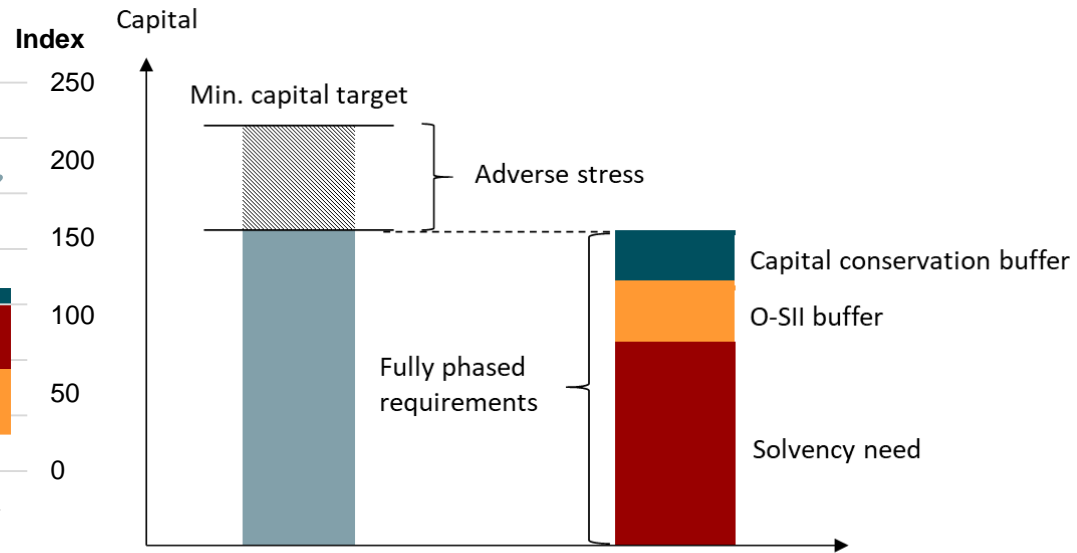 Index
250
200
150
100
50
0
Capital
Min. capital target
Adverse stress
Capital conservation buffer
O-SII buffer
Fully phased
requirements
Solvency need